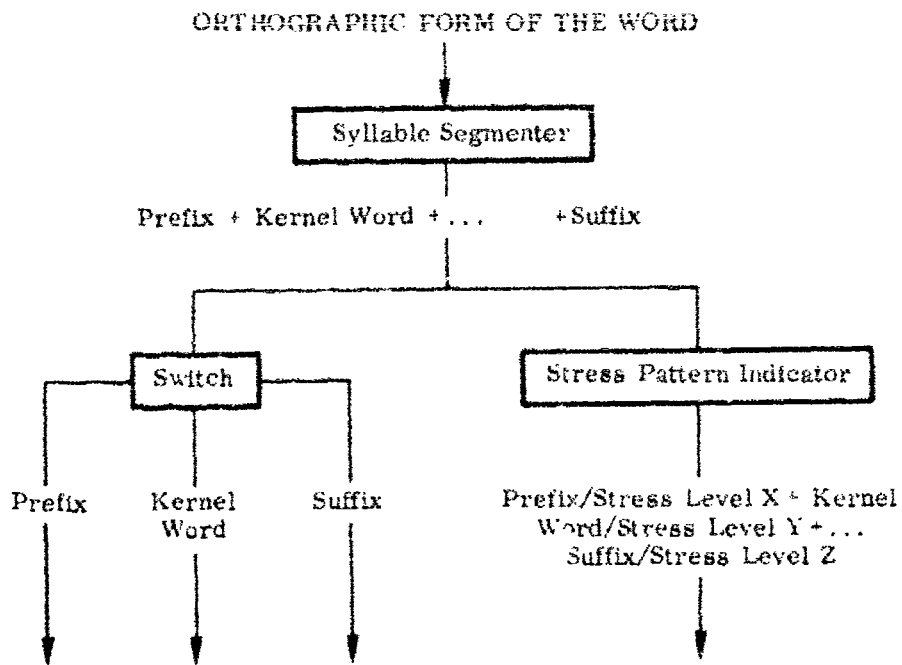 ORTHOGRAPHIC FORM OF THE WORD
Syllable Segmenter
Prefix + Kernel Word + ... +Suffix
Switch
Stress Pattern Indicator
Prefix
Kernel
Word
Suffix
Prefix/Stress Level X + Kernel
Word/Stress Level Y + ...
Suffix/Stress Level Z